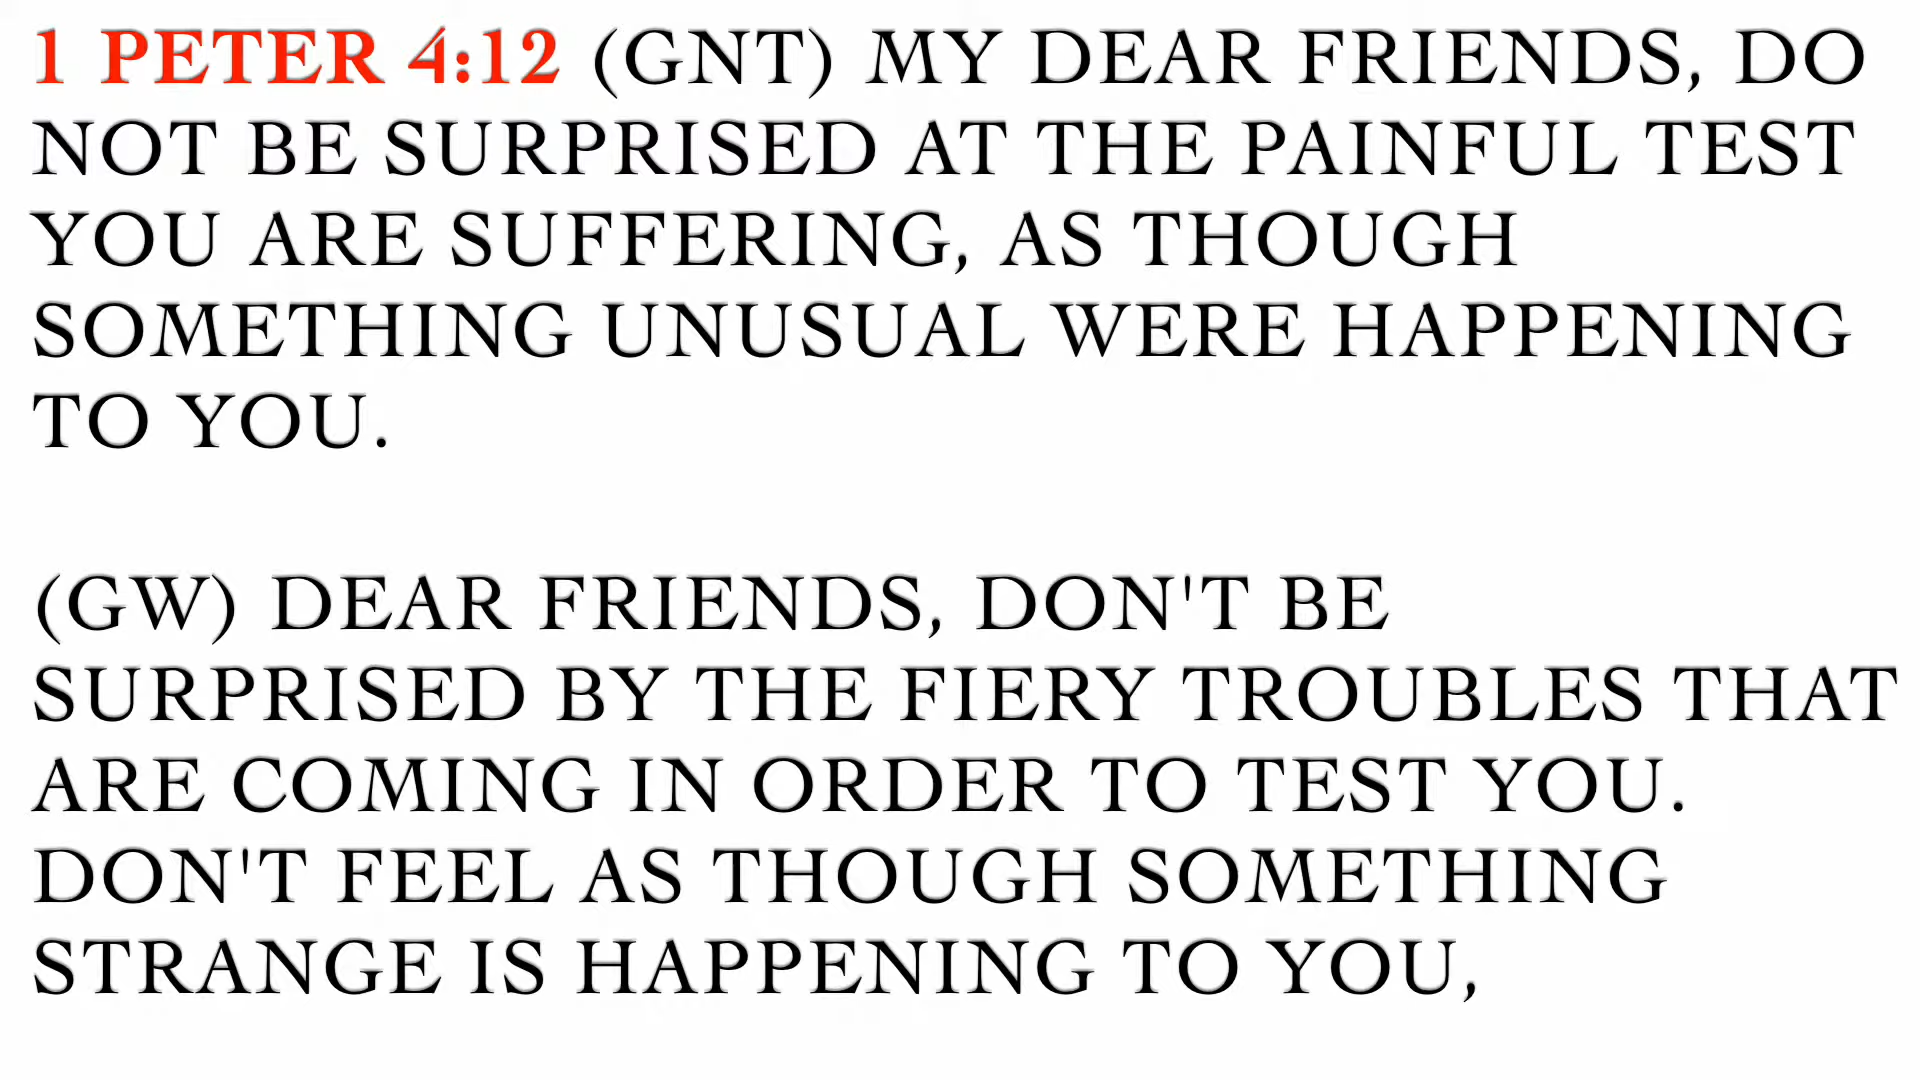 1 PETER 4:12 (GNT) MY DEAR FRIENDS, DO
NOT BE SURPRISED AT THE PAINFUL TEST
YOU ARE SUFFERING, AS THOUGH
SOMETHING UNUSUAL WERE HAPPENING
TO YOU.
(GW) DEAR FRIENDS, DON'T BE
SURPRISED BY THE FIERY TROUBLES THAT
ARE COMING IN ORDER TO TEST YOU.
DON'T FEEL AS THOUGH SOMETHING
STRANGE IS HAPPENING TO YOU,